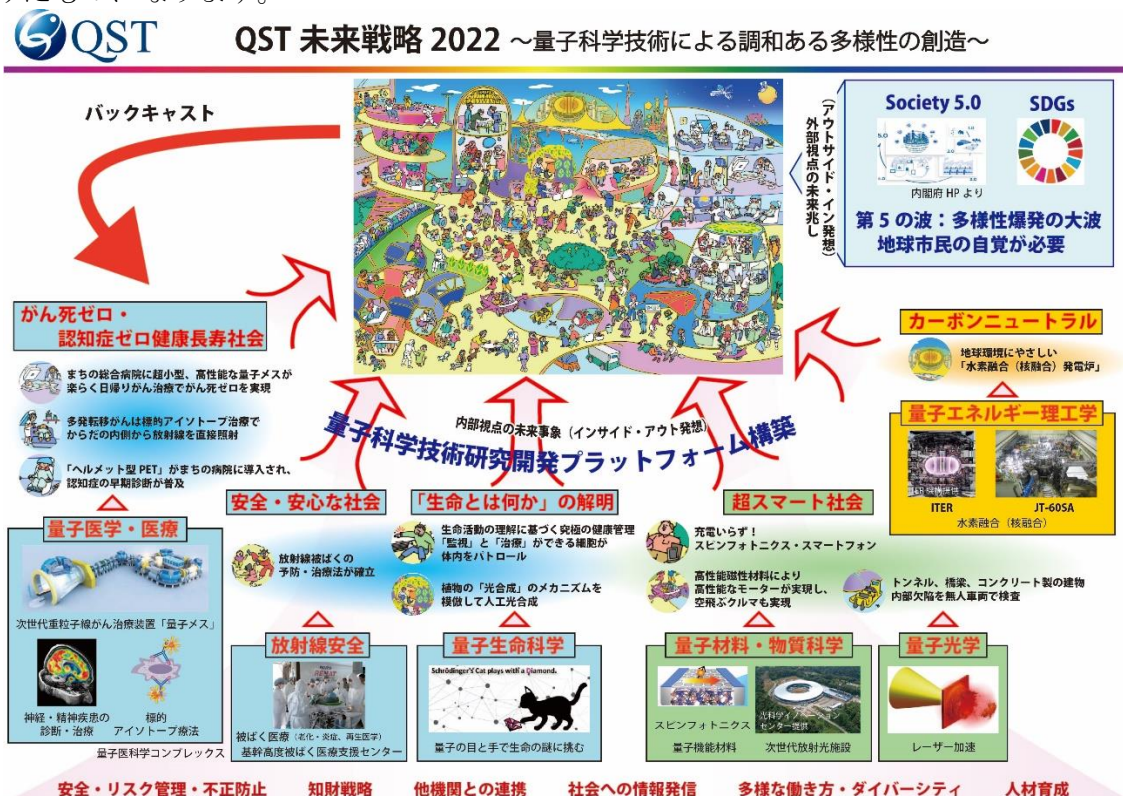 QST
QST 未来戦略 2022 ～量子科学技術による調和ある多様性の創造～
バックキャスト
（アウトサイド・イン発想）
外部視点の未来兆し
Society 5.0
SDGs
内閣府 HP より
第 5 の波：多様性爆発の大波
地球市民の自覚が必要
がん死ゼロ・
認知症ゼロ健康長寿社会
まちの総合病院に超小型、高性能な量子メスが
楽らく日帰りがん治療でがん死ゼロを実現
多発転移がんは標的アイソトープ治療で
からだの内側から放射線を直接照射
「ヘルメット型 PET」がまちの病院に導入され、
認知症の早期診断が普及
カーボンニュートラル
地球環境にやさしい
「水素融合（核融合）発電炉」
量子エネルギー理工学
ITER
JT-60SA
水素融合（核融合）
内部視点の未来事象（インサイド・アウト発想）
量子科学技術研究開発プラットフォーム構築
安全・安心な社会
放射線被ばくの
予防・治療法が確立
「生命とは何か」の解明
生命活動の理解に基づく究極の健康管理
「監視」と「治療」ができる細胞が
体内をパトロール
植物の「光合成」のメカニズムを
模倣して人工光合成
超スマート社会
充電いらず！
スピンフォトニクス・スマートフォン
高性能磁性材料により
高性能なモーターが実現し、
空飛ぶクルマも実現
トンネル、橋梁、コンクリート製の建物
内部欠陥を無人車両で検査
量子医学・医療
次世代重粒子線がん治療装置「量子メス」
神経・精神疾患の
診断・治療
標的
アイソトープ療法
量子医科学コンプレックス
放射線安全
被ばく医療（老化・炎症、再生医学）
基幹高度被ばく医療支援センター
量子生命科学
Schrödinger's Cat plays with a Diamond.
量子の目と手で生命の謎に挑む
量子材料・物質科学
スピンフォトニクス
量子機能材料
光科学イノベーション
センター提供
次世代放射光施設
量子光学
レーザー加速
安全・リスク管理・不正防止
知財戦略
他機関との連携
社会への情報発信
多様な働き方・ダイバーシティ
人材育成